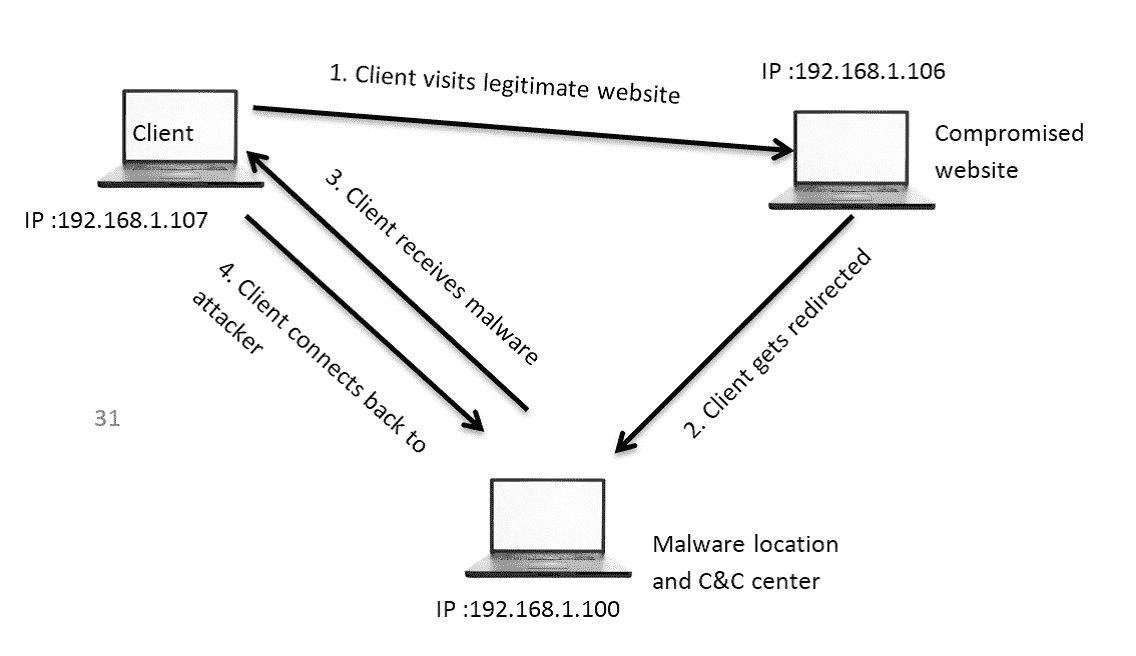 1. Client visits legitimate website
IP :192.168.1.106
Client
Compromised
website
IP :192.168.1.107
3. Client receives malware
4. Client connects back to
attacker
2. Client gets redirected
31
Malware location
and C&C center
IP :192.168.1.100